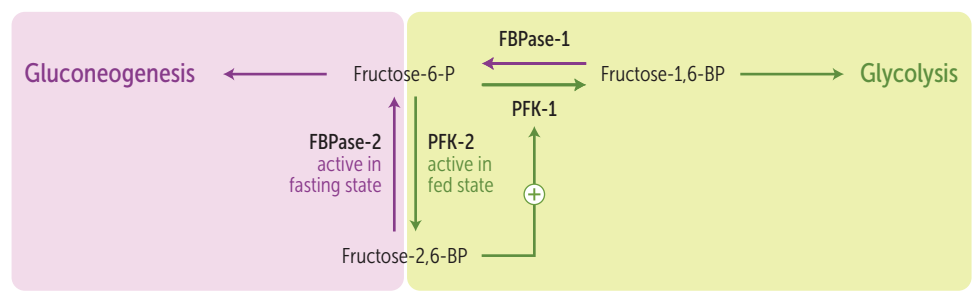 FBPase-1
Gluconeogenesis
Fructose-6-P
Fructose-1,6-BP
Glycolysis
PFK-1
FBPase-2
active in
fasting state
PFK-2
active in
fed state
+
Fructose-2,6-BP